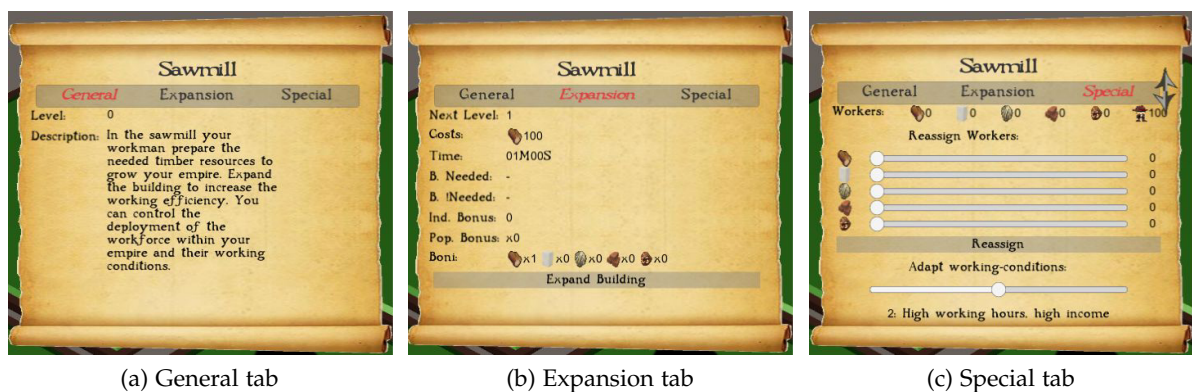 Sawmill
General Expansion Special
Level: 0
Description: In the sawmill your
workman prepare the
needed timber resources to
grow your empire. Expand
the building to increase the
working efficiency. You
can control the
deployment of the
workforce within your
empire and their working
conditions.
(a) General tab
Sawmill
General Expansion Special
Next Level: 1
Costs: 100
Time: 01M00S
B. Needed: -
B. !Needed: -
Ind. Bonus: 0
Pop. Bonus: x0
Boni: x1 x0 x0 x0 x0
Expand Building
(b) Expansion tab
Sawmill
General Expansion Special
Workers: 0 0 0 0 0 100
Reassign Workers:
0
0
0
0
0
Reassign
Adapt working-conditions:
2: High working hours, high income
(c) Special tab